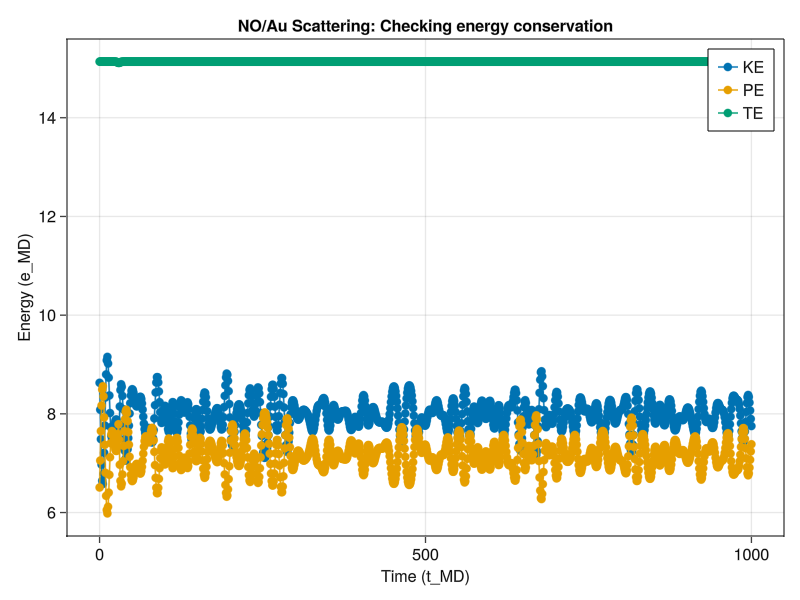 NO/Au Scattering: Checking energy conservation
KE
PE
TE
14
12
10
8
6
Energy (e_MD)
0
500
1000
Time (t_MD)